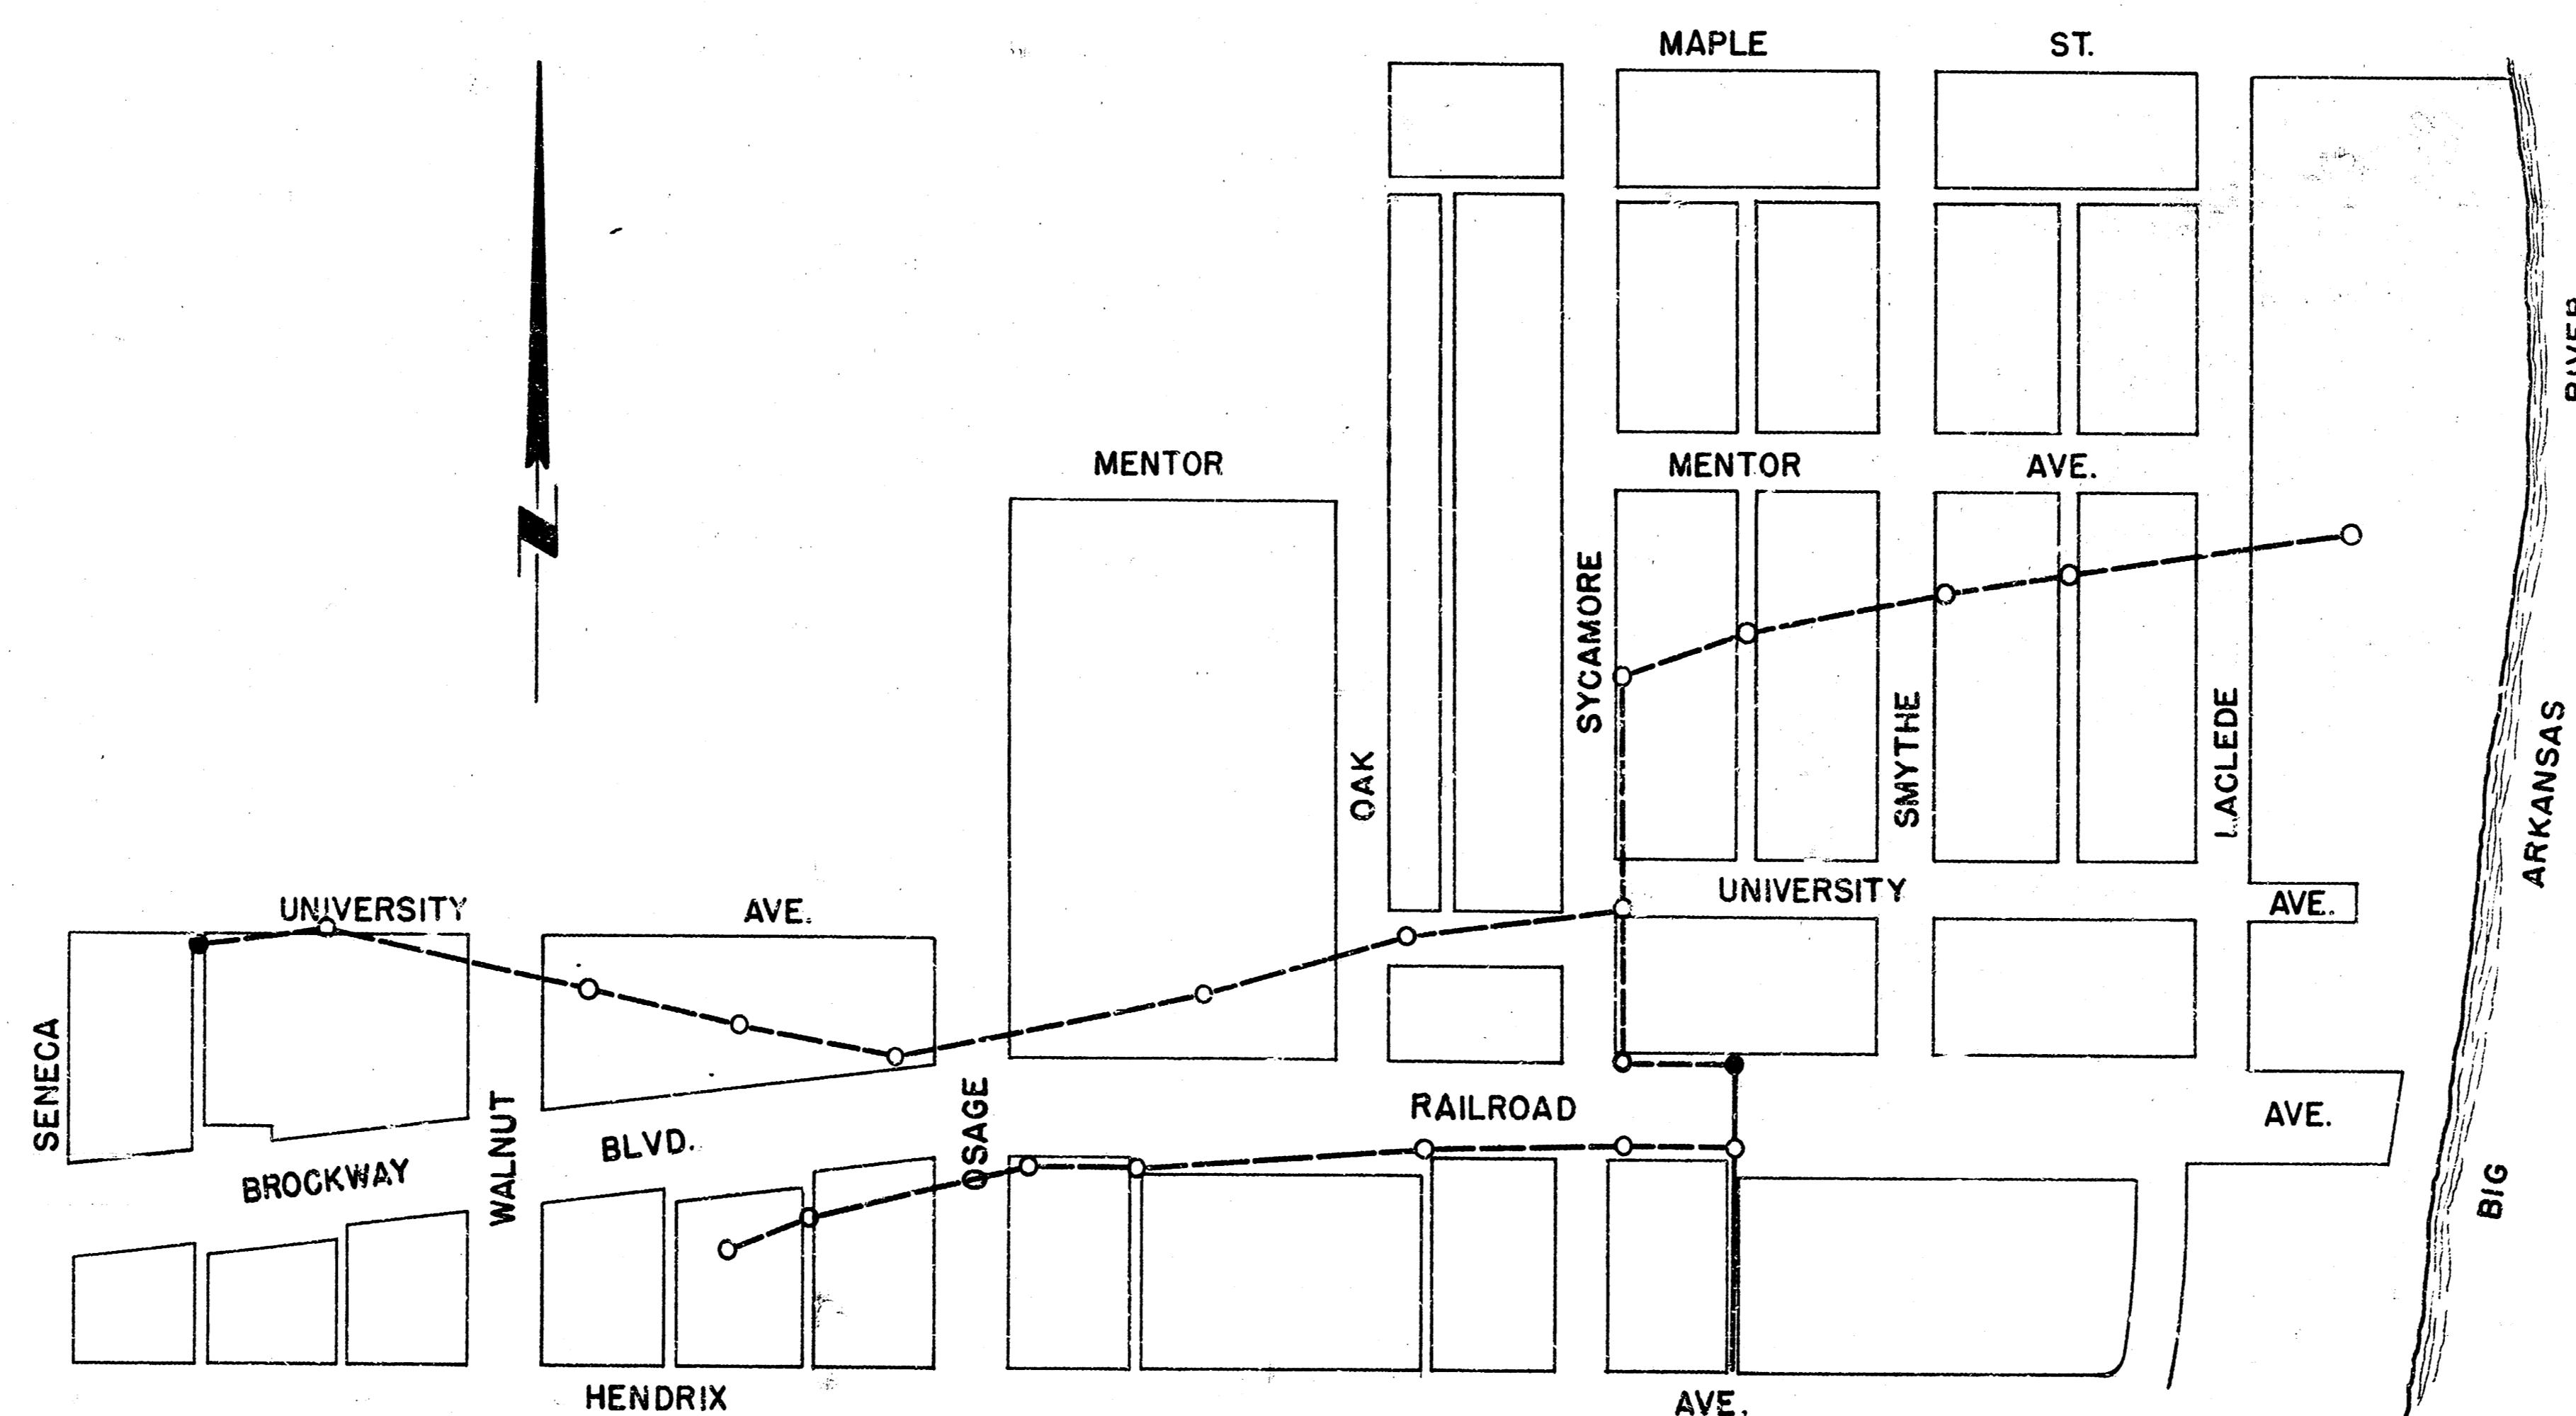 MAPLE ST.
RIVER
MENTOR MENTOR AVE.
SYCAMORE
OAK
SMYTHE
LACLEDE
ARKANSAS
UNIVERSITY AVE. UNIVERSITY AVE.
SENECA
WALNUT
OSAGE
RAILROAD AVE.
BLVD.
BROCKWAY
BIG
HENDRIX AVE.
N